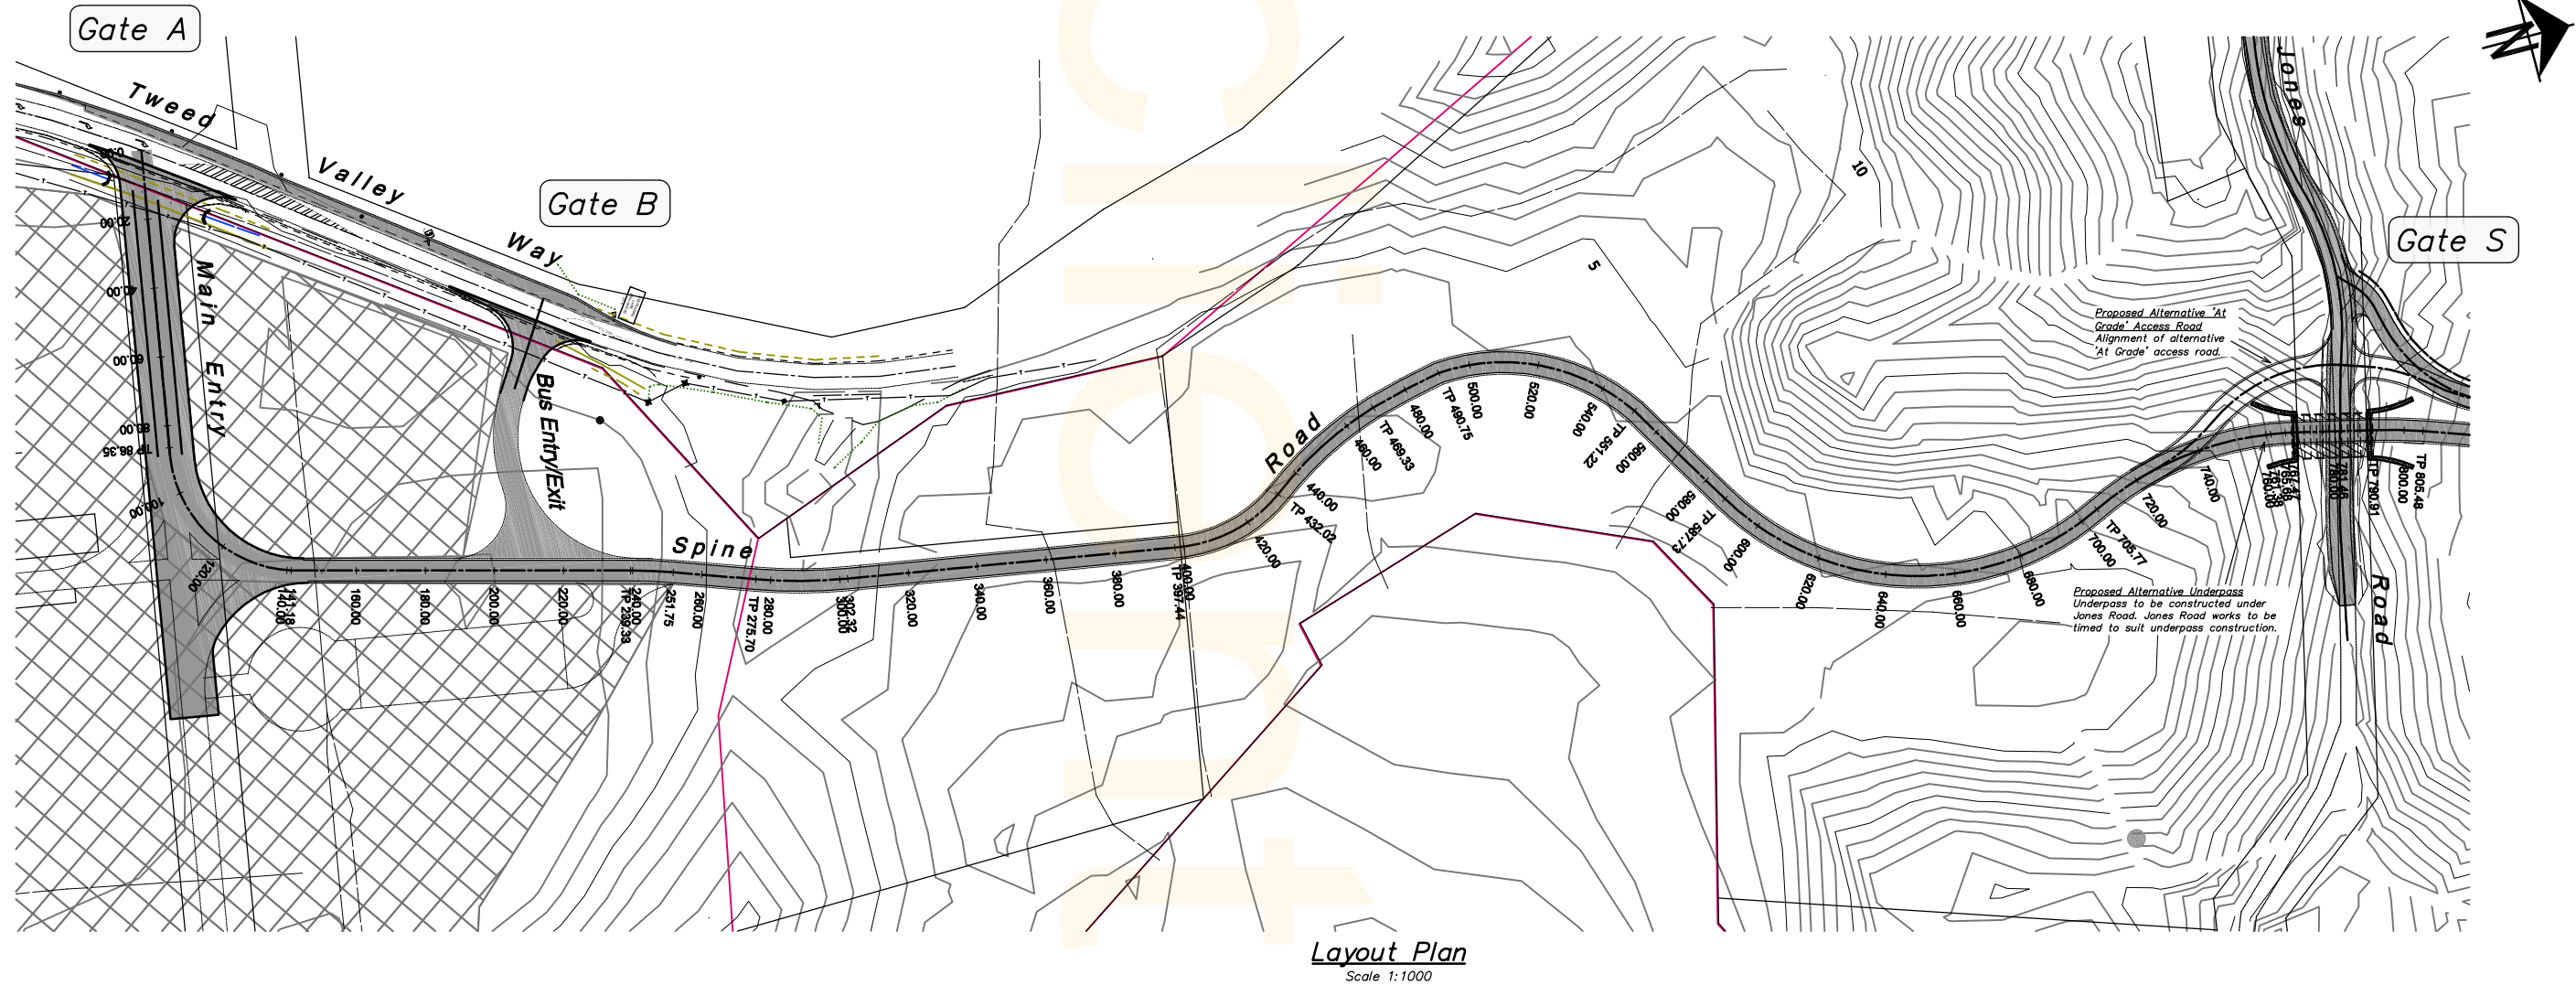 Gate A
Tweed
Valley
Way
Gate B
Gate S
Jones
Road
Main
Entry
Bus Entry/Exit
Spine
Road
10
5
0.00
20.00
40.00
60.00
80.00
TP 86.35
100.00
120.00
140.00
141.18
160.00
180.00
200.00
220.00
TP 239.33
240.00
251.75
260.00
TP 275.70
280.00
300.00
302.32
320.00
340.00
360.00
380.00
TP 397.44
400.00
420.00
TP 432.02
440.00
460.00
TP 469.33
480.00
TP 490.75
500.00
520.00
540.00
TP 551.22
560.00
580.00
TP 587.73
600.00
620.00
640.00
660.00
680.00
700.00
TP 705.77
720.00
740.00
760.00
780.00
781.46
TP 790.91
800.00
TP 805.48
Proposed Alternative 'At
Grade' Access Road
Alignment of alternative
'At Grade' access road.
Proposed Alternative Underpass
Underpass to be constructed under
Jones Road. Jones Road works to be
timed to suit underpass construction.
Layout Plan
Scale 1:1000